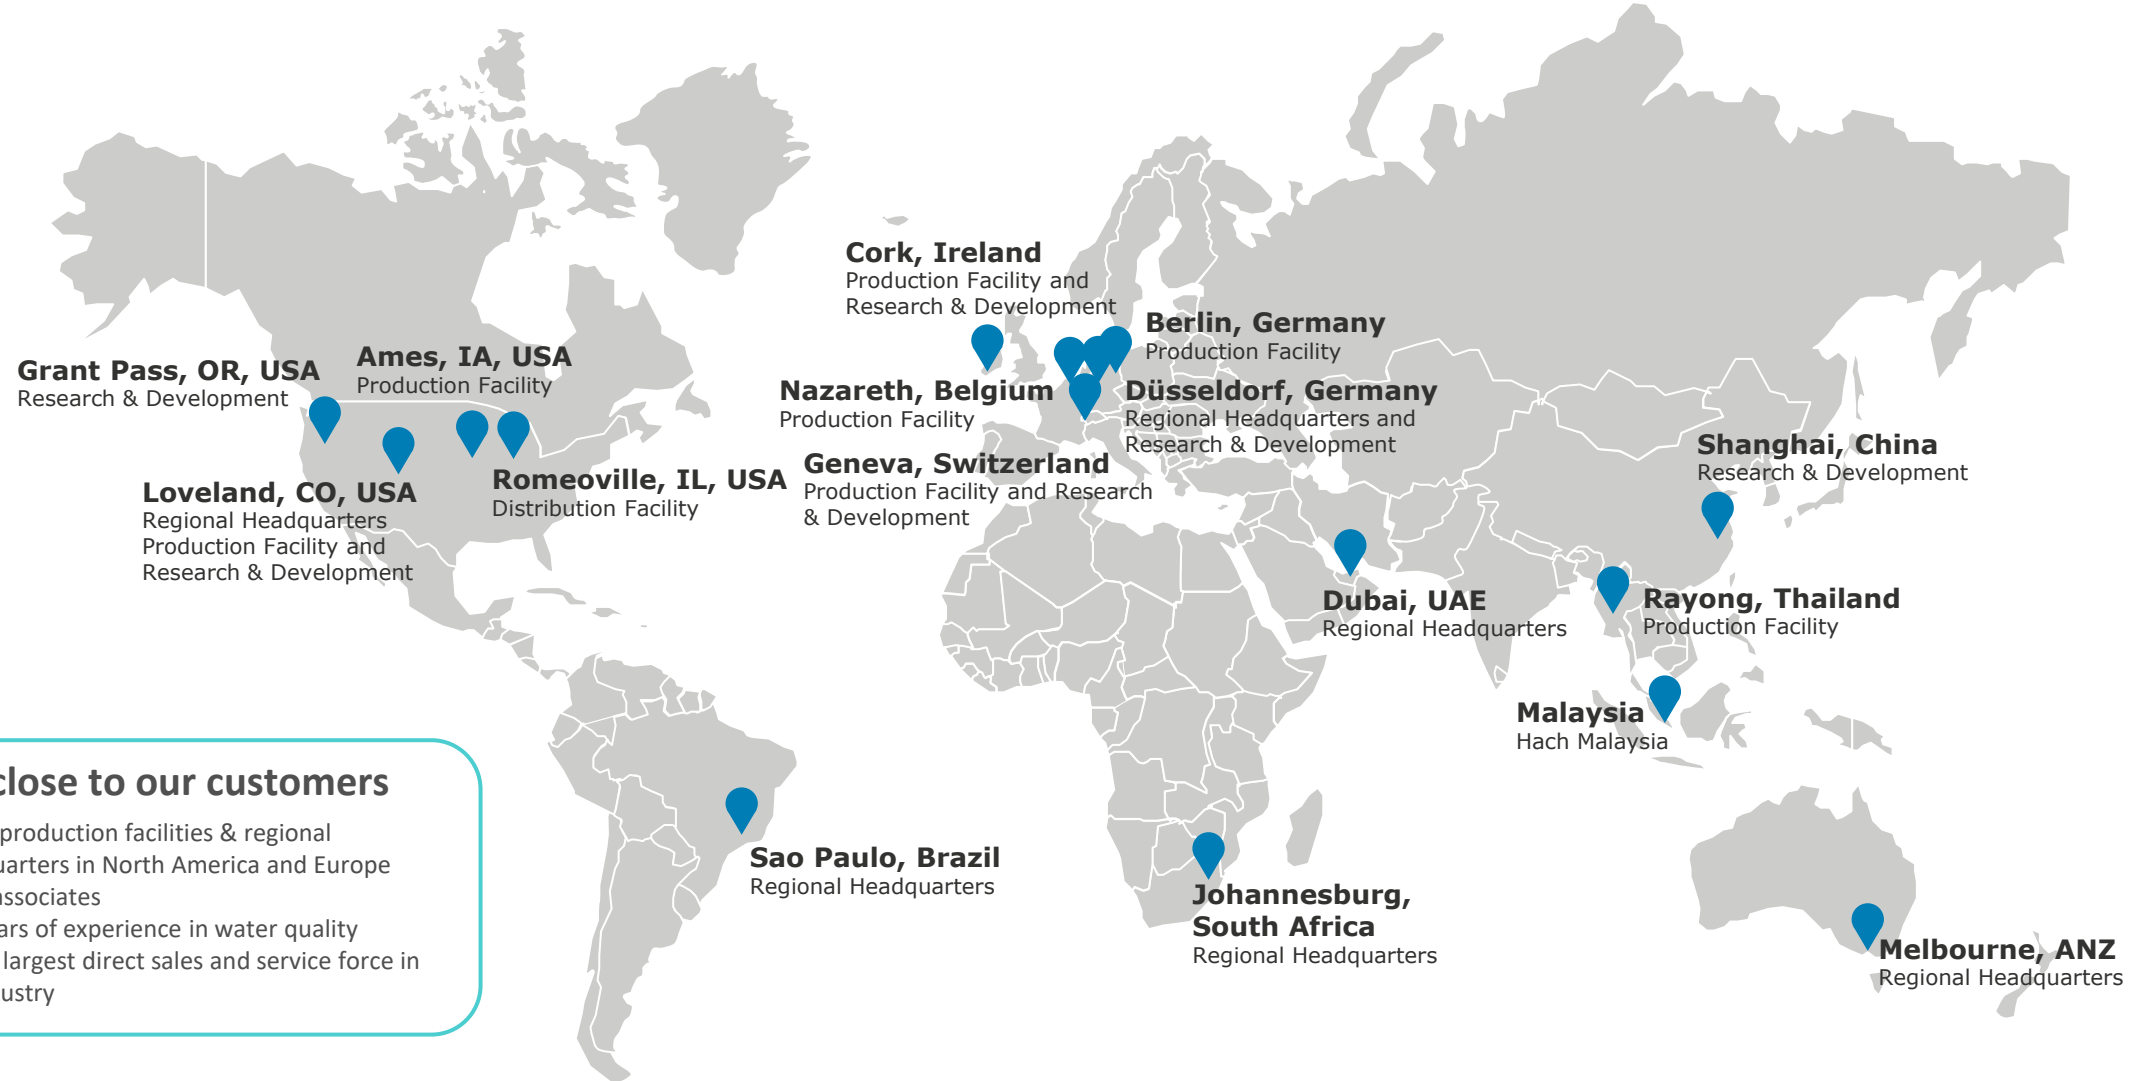 Cork, Ireland
Production Facility and
Research & Development
Berlin, Germany
Production Facility
Grant Pass, OR, USA
Research & Development
Ames, IA, USA
Production Facility
Nazareth, Belgium
Production Facility
Düsseldorf, Germany
Regional Headquarters and
Research & Development
Shanghai, China
Research & Development
Loveland, CO, USA
Regional Headquarters
Production Facility and
Research & Development
Romeoville, IL, USA
Distribution Facility
Geneva, Switzerland
Production Facility and Research
& Development
Dubai, UAE
Regional Headquarters
Rayong, Thailand
Production Facility
Malaysia
Hach Malaysia
close to our customers
production facilities & regional
uarters in North America and Europe
associates
ars of experience in water quality
largest direct sales and service force in
ustry
Sao Paulo, Brazil
Regional Headquarters
Johannesburg,
South Africa
Regional Headquarters
Melbourne, ANZ
Regional Headquarters